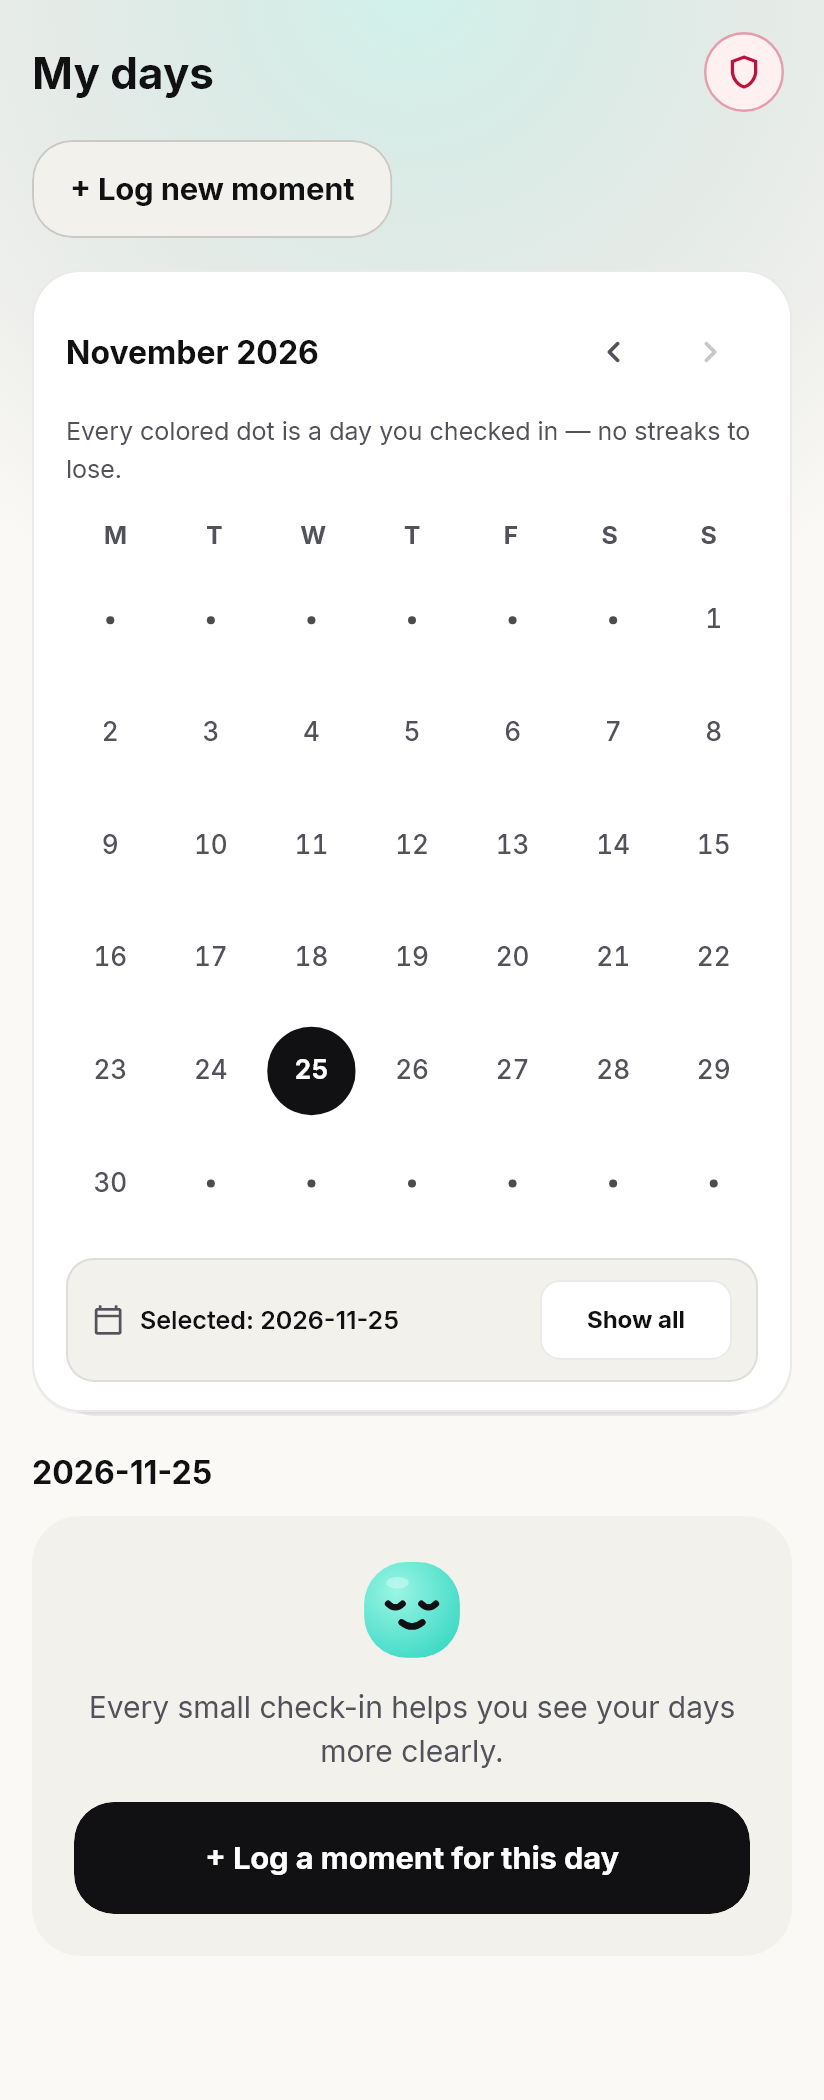 My days
+ Log new moment
November 2026
Every colored dot is a day you checked in — no streaks to
lose.
M T W T F S S
• • • • • • 1
2 3 4 5 6 7 8
9 10 11 12 13 14 15
16 17 18 19 20 21 22
23 24 25 26 27 28 29
30 • • • • • •
Selected: 2026-11-25 Show all
2026-11-25
Every small check-in helps you see your days
more clearly.
+ Log a moment for this day